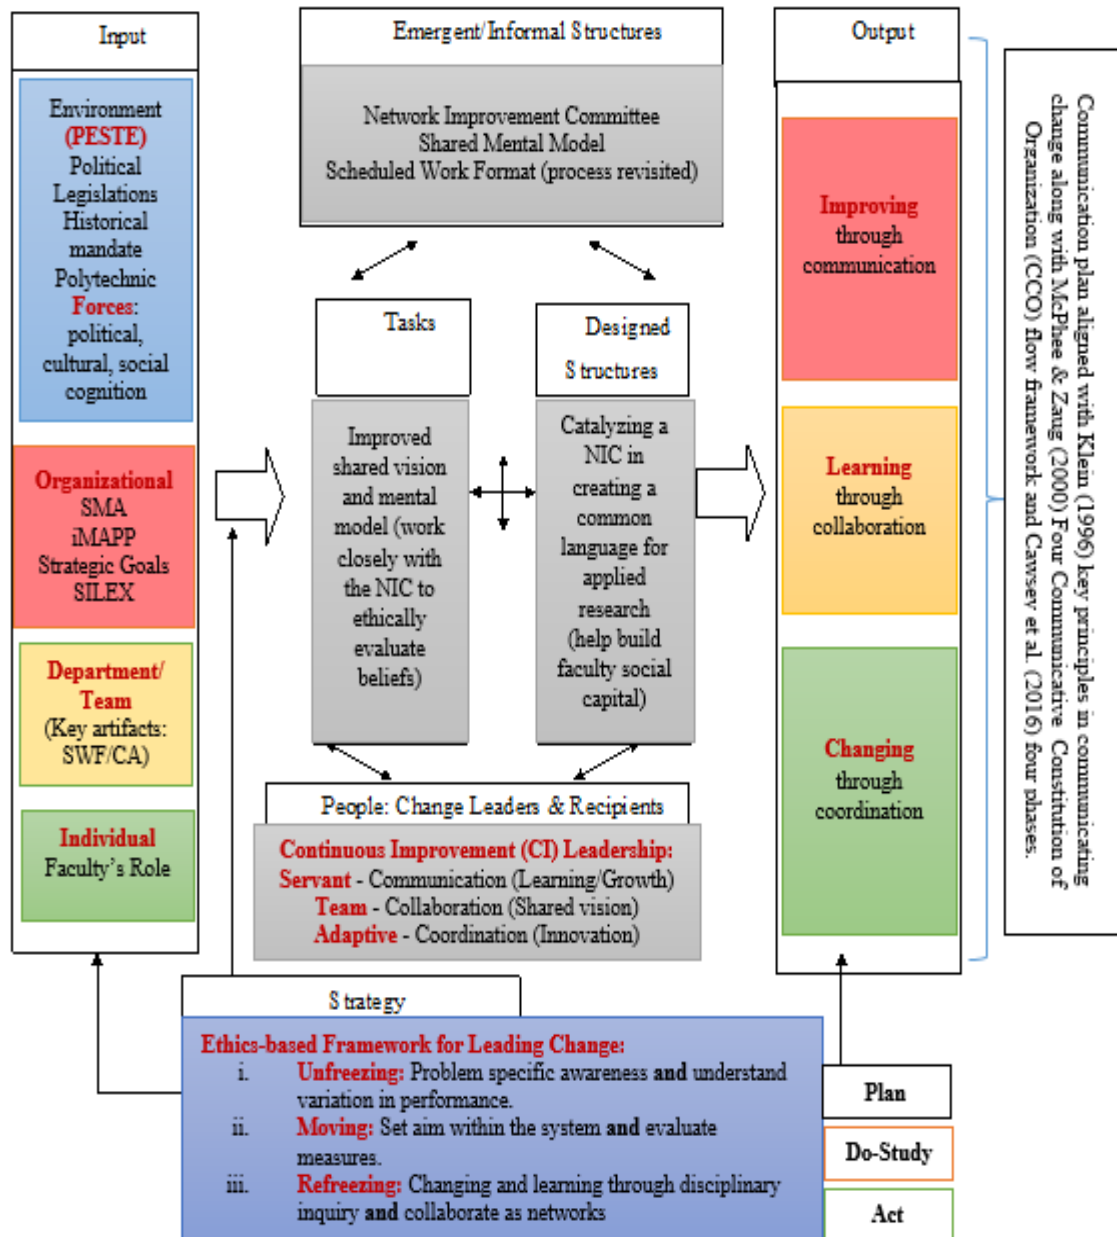 Input
Environment
(PESTE)
Political
Legislations
Historical
mandate
Polytechnic
Forces:
political,
cultural, social
cognition
Organizational
SMA
iMAPP
Strategic Goals
SILEX
Department/
Team
(Key artifacts:
SWF/CA)
Individual
Faculty's Role
Emergent/Informal Structures
Network Improvement Committee
Shared Mental Model
Scheduled Work Format (process revisited)
Tasks
Improved
shared vision
and mental
model (work
closely with
the NIC to
ethically
evaluate
beliefs)
Designed
Structures
Catalyzing a
NIC in
creating a
common
language for
applied
research
(help build
faculty social
capital)
People: Change Leaders & Recipients
Continuous Improvement (CI) Leadership:
Servant - Communication (Learning/Growth)
Team - Collaboration (Shared vision)
Adaptive - Coordination (Innovation)
Output
Improving
through
communication
Learning
through
collaboration
Changing
through
coordination
Communication plan aligned with Klein (1996) key principles in communicating
change along with McPhee & Zaug (2000) Four Communicative Constitution of
Organization (CCO) flow framework and Cawsey et al. (2016) four phases.
Strategy
Ethics-based Framework for Leading Change:
i. Unfreezing: Problem specific awareness and understand
variation in performance.
ii. Moving: Set aim within the system and evaluate
measures.
iii. Refreezing: Changing and learning through disciplinary
inquiry and collaborate as networks
Plan
Do-Study
Act